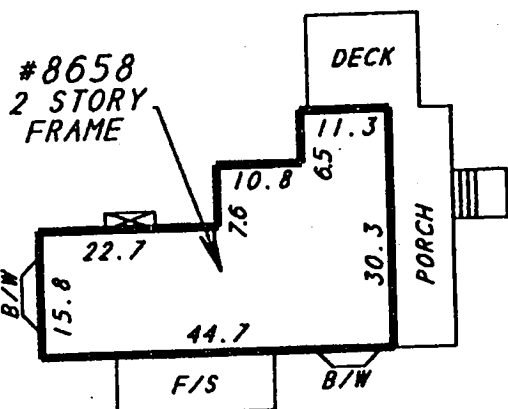 DECK
#8658
2 STORY
FRAME
11.3
6.5
10.8
7.6
22.7
30.3
PORCH
B/W
15.8
44.7
F/S
B/W